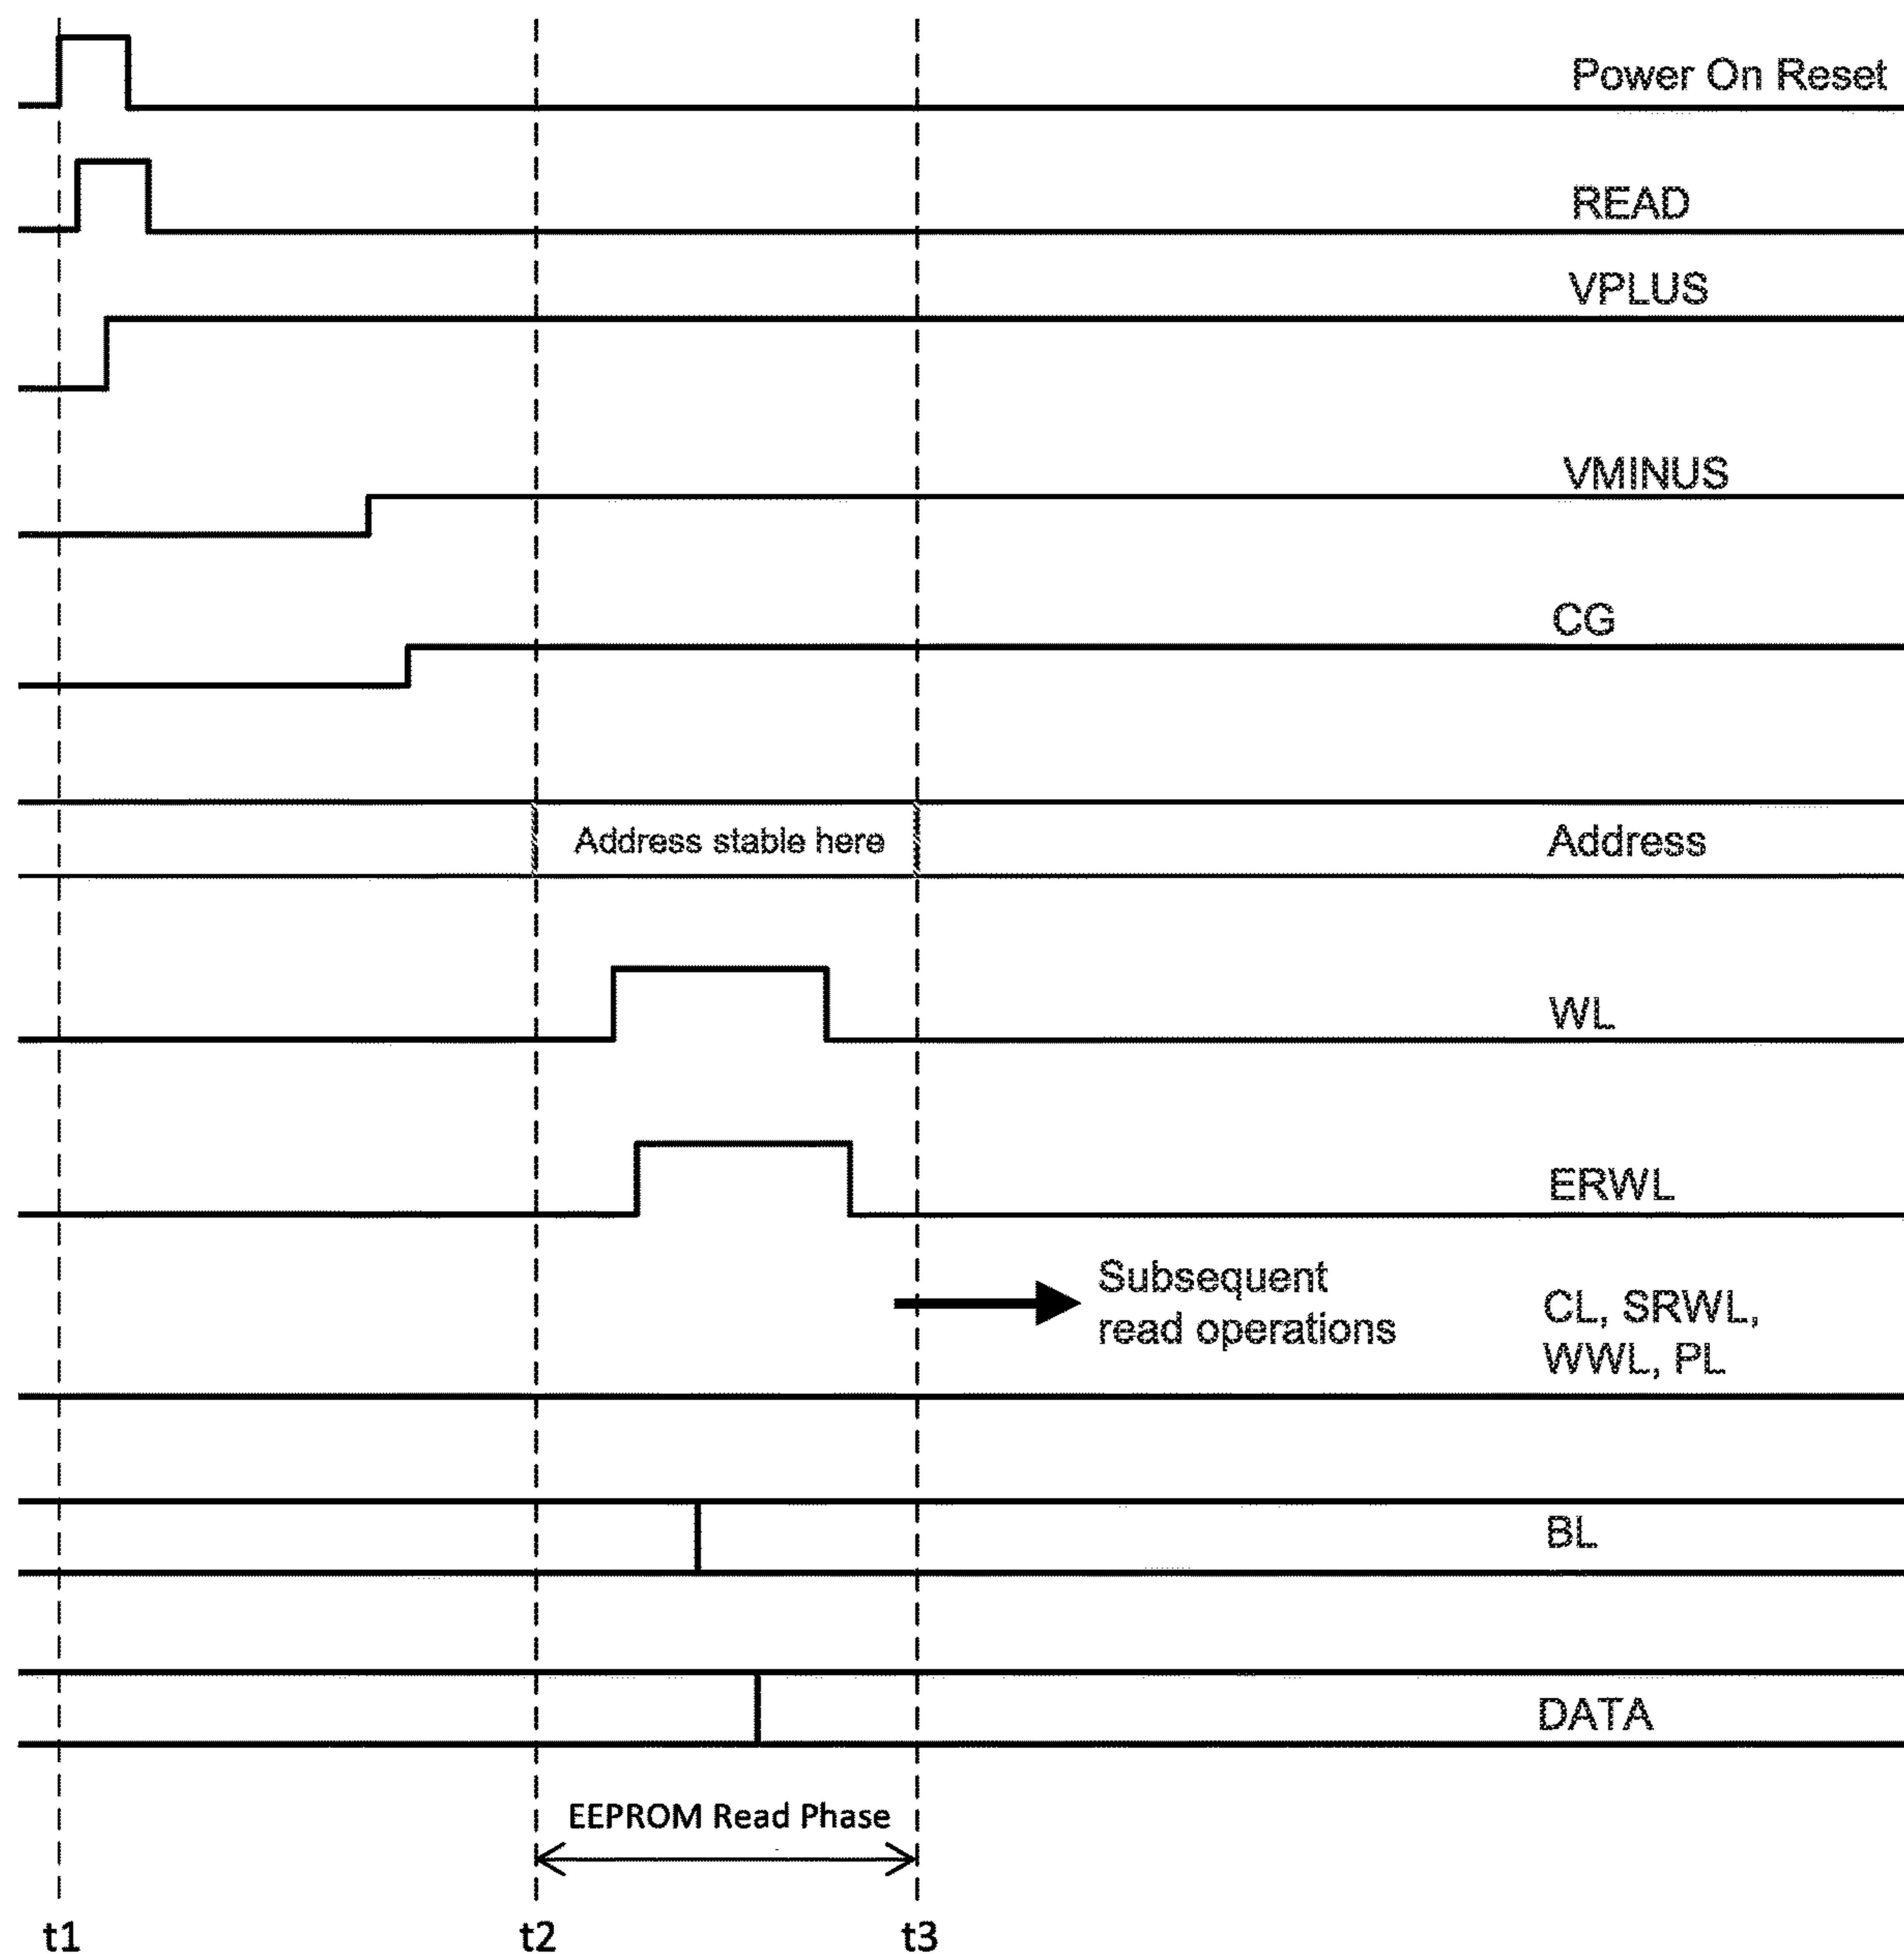 Power On Reset
READ
VPLUS
VMINUS
CG
Address stable here
Address
WL
ERWL
Subsequent
read operations
CL, SRWL,
WWL, PL
BL
DATA
EEPROM Read Phase
t1
t2
t3